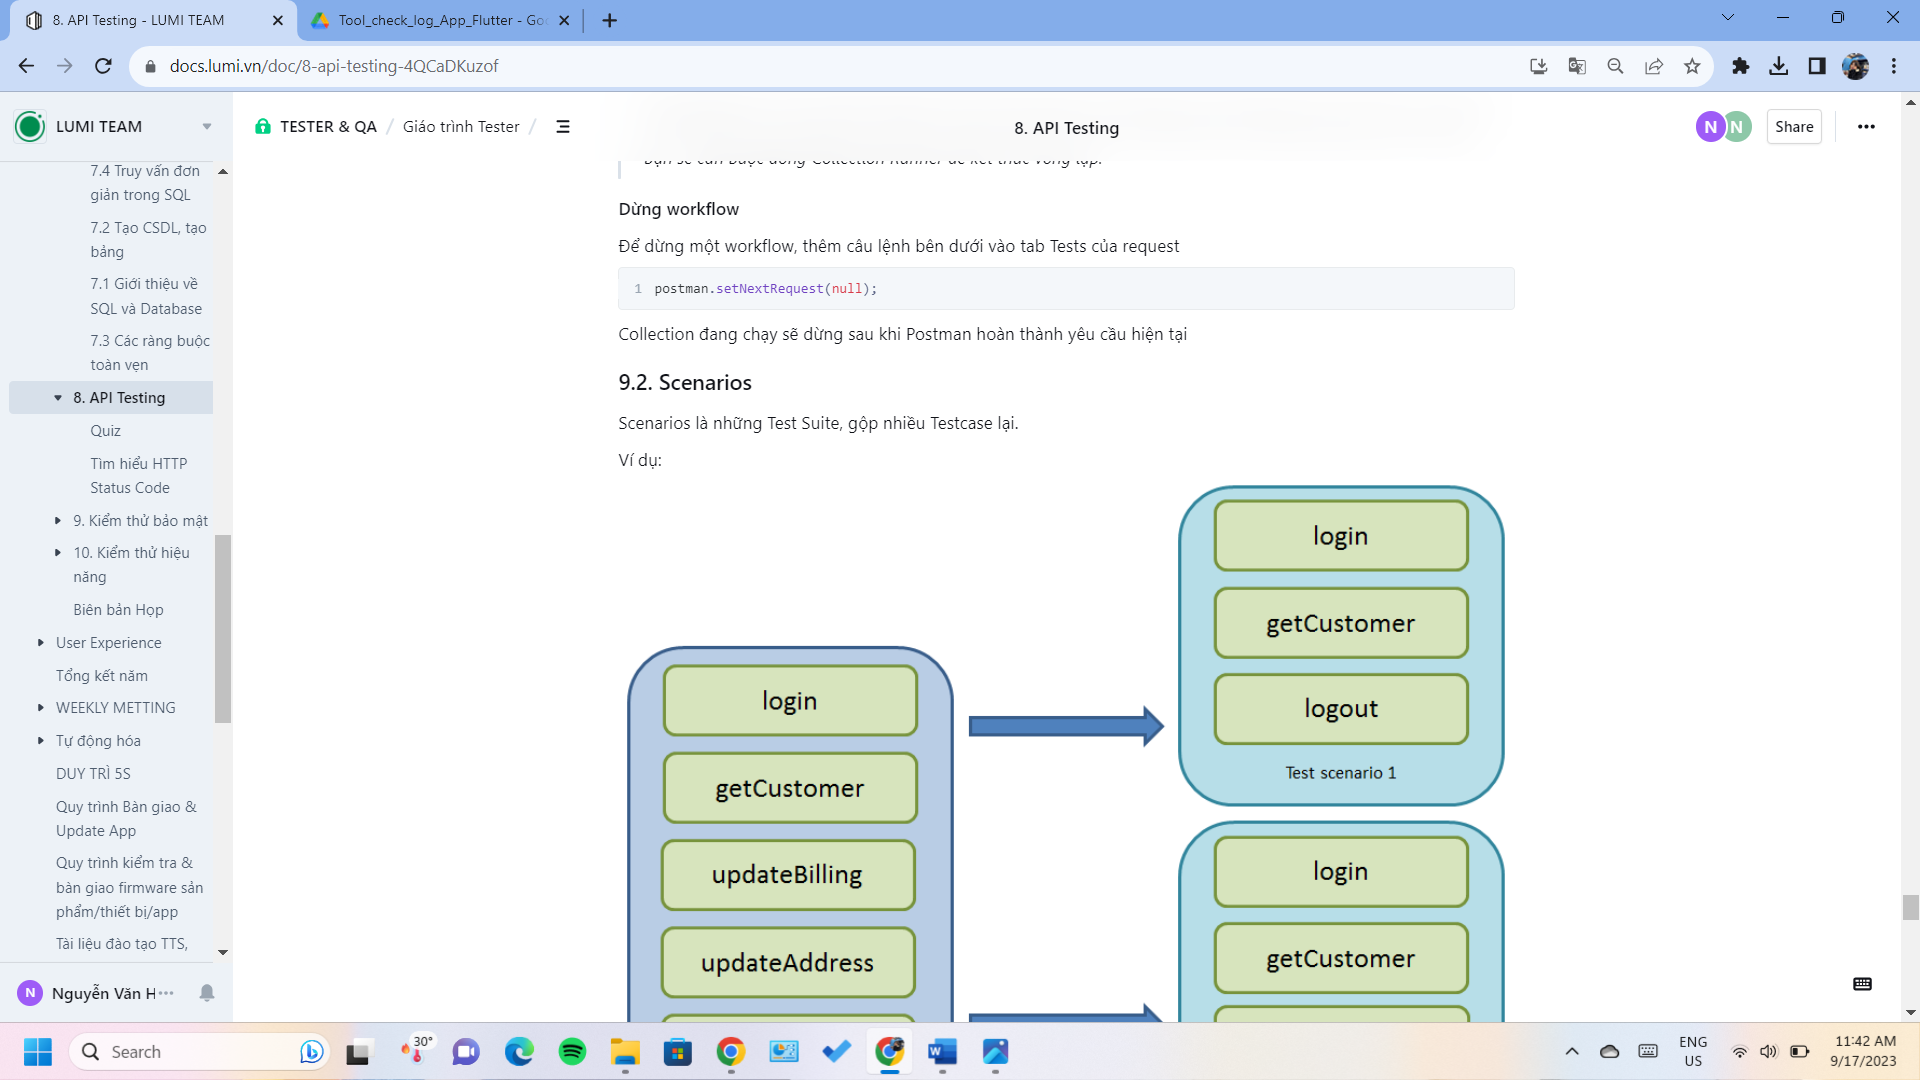 8. API Testing - LUMI TEAM
Tool_check_log_App_Flutter - Goo
docs.lumi.vn/doc/8-api-testing-4QCaDKuzof
LUMI TEAM
TESTER & QA / Giáo trình Tester /
8. API Testing
N
N
Share
7.4 Truy vấn đơn
giản trong SQL
7.2 Tạo CSDL, tạo
bảng
7.1 Giới thiệu về
SQL và Database
7.3 Các ràng buộc
toàn vẹn
8. API Testing
Quiz
Tìm hiểu HTTP
Status Code
9. Kiểm thử bảo mật
10. Kiểm thử hiệu
năng
Biên bản Họp
User Experience
Tổng kết năm
WEEKLY METTING
Tự động hóa
DUY TRÌ 5S
Quy trình Bàn giao &
Update App
Quy trình kiểm tra &
bàn giao firmware sản
phẩm/thiết bị/app
Tài liệu đào tạo TTS,
N
Nguyễn Văn H
Dừng workflow
Để dừng một workflow, thêm câu lệnh bên dưới vào tab Tests của request
1 postman.setNextRequest(null);
Collection đang chạy sẽ dừng sau khi Postman hoàn thành yêu cầu hiện tại
9.2. Scenarios
Scenarios là những Test Suite, gộp nhiều Testcase lại.
Ví dụ:
login
getCustomer
updateBilling
updateAddress
login
getCustomer
logout
Test scenario 1
login
getCustomer
Search
30°
ENG
US
11:42 AM
9/17/2023